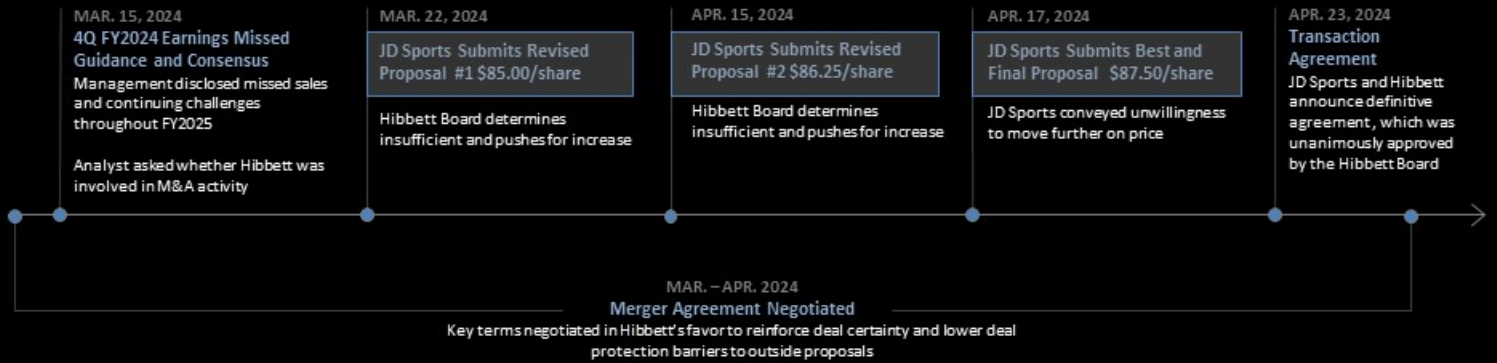 MAR. 15, 2024
4Q FY2024 Earnings Missed
Guidance and Consensus
Management disclosed missed sales
and continuing challenges
throughout FY2025
Analyst asked whether Hibbett was
involved in M&A activity
MAR. 22, 2024
JD Sports Submits Revised
Proposal #1 $85.00/share
Hibbett Board determines
insufficient and pushes for increase
APR. 15, 2024
JD Sports Submits Revised
Proposal #2 $86.25/share
Hibbett Board determines
insufficient and pushes for increase
APR. 17, 2024
JD Sports Submits Best and
Final Proposal $87.50/share
JD Sports conveyed unwillingness
to move further on price
APR. 23, 2024
Transaction
Agreement
JD Sports and Hibbett
announce definitive
agreement, which was
unanimously approved
by the Hibbett Board
MAR. – APR. 2024
Merger Agreement Negotiated
Key terms negotiated in Hibbett's favor to reinforce deal certainty and lower deal
protection barriers to outside proposals